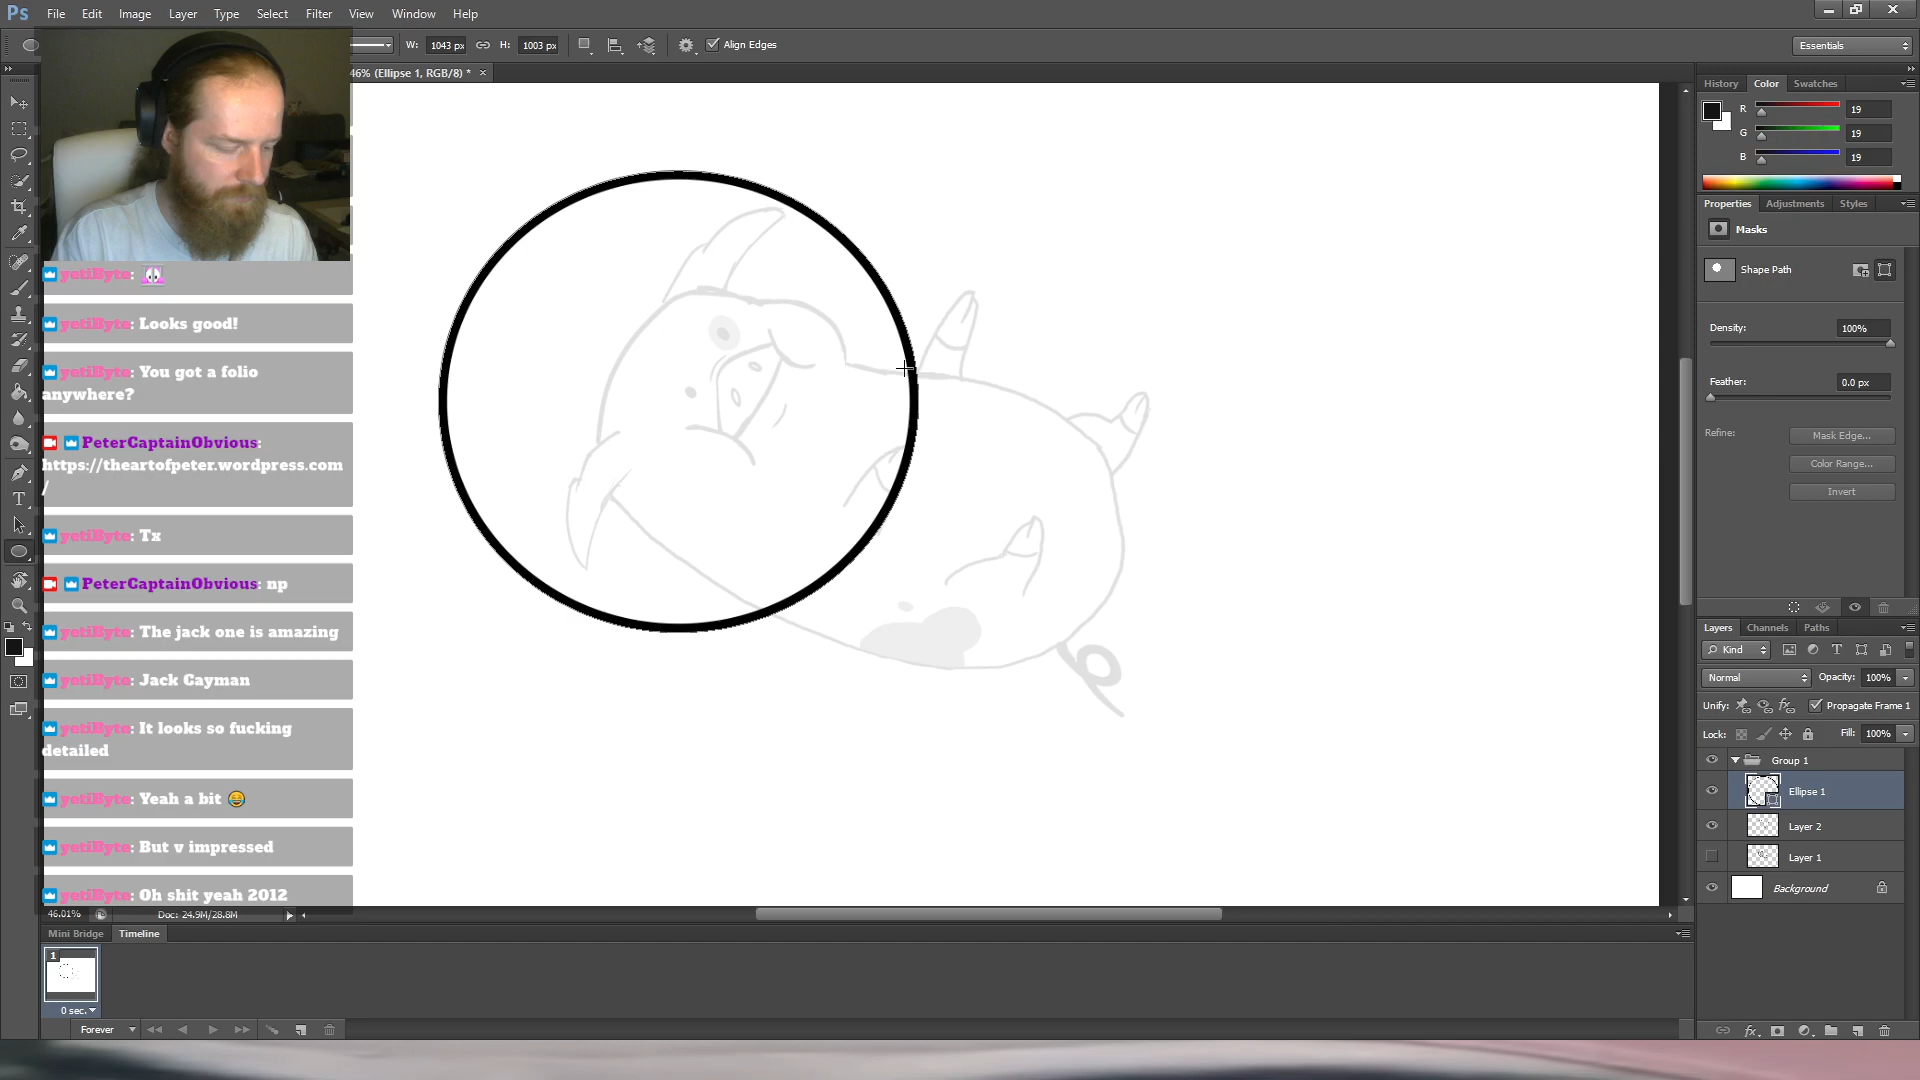 Ps File Edit Image Layer Type Select Filter View Window Help
W: 1043 px H: 1003 px Align Edges Essentials
46% (Ellipse 1, RGB/8) * ×
History Color Swatches
R 19
G 19
B 19
Properties Adjustments Styles
Masks
Shape Path
Density: 100%
Feather: 0.0 px
Refine: Mask Edge...
Color Range...
Invert
yetiByte:
yetiByte: Looks good!
yetiByte: You got a folio
anywhere?
PeterCaptainObvious:
https://theartofpeter.wordpress.com
/
yetiByte: Tx
PeterCaptainObvious: np
yetiByte: The jack one is amazing
yetiByte: Jack Cayman
yetiByte: It looks so fucking
detailed
yetiByte: Yeah a bit 😂
yetiByte: But v impressed
yetiByte: Oh shit yeah 2012
Layers Channels Paths
Kind
Normal Opacity: 100%
Unify: Propagate Frame 1
Lock: Fill: 100%
Group 1
Ellipse 1
Layer 2
Layer 1
Background
46.01% Doc: 24.9M/28.8M
Mini Bridge Timeline
1
0 sec.
Forever